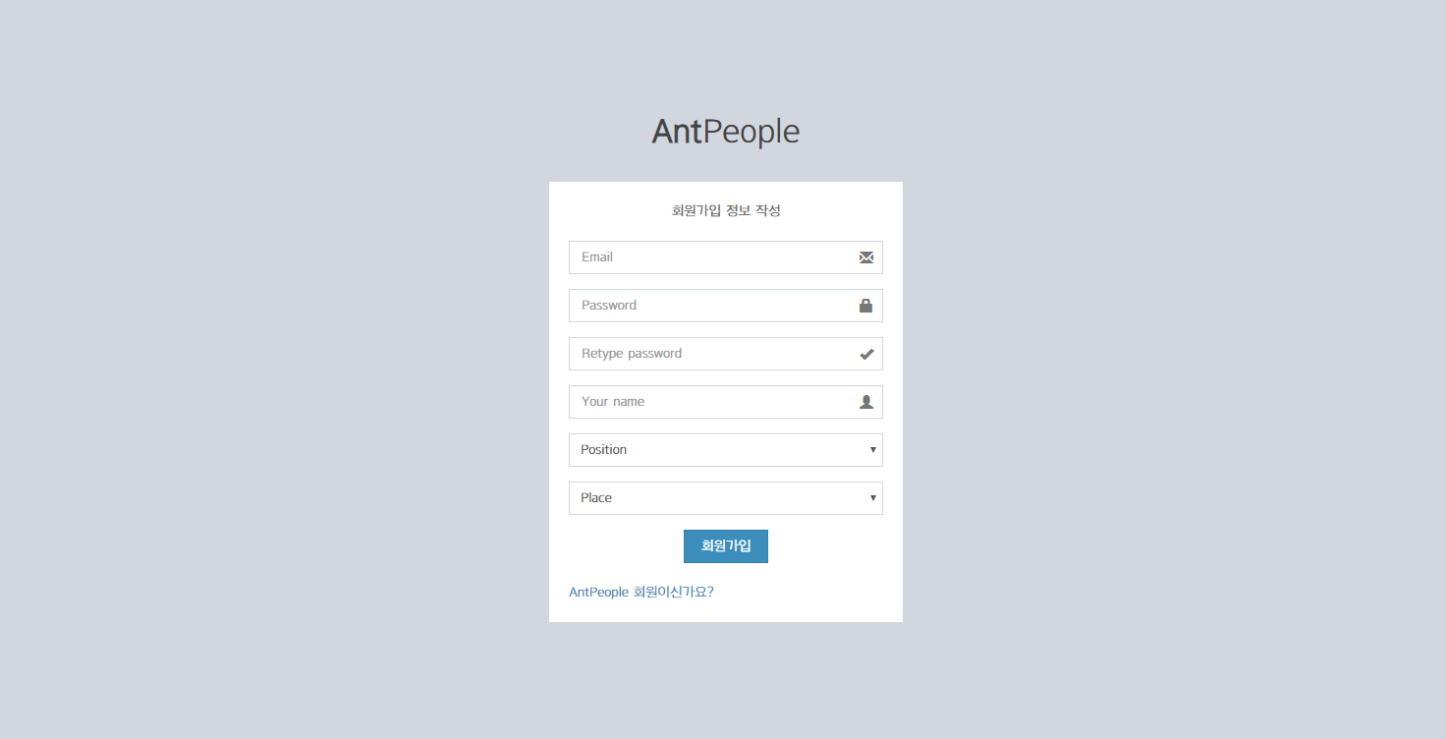 AntPeople
회원가입 정보 작성
Email
Password
Retype password
Your name
Position
Place
회원가입
AntPeople 회원이신가요?